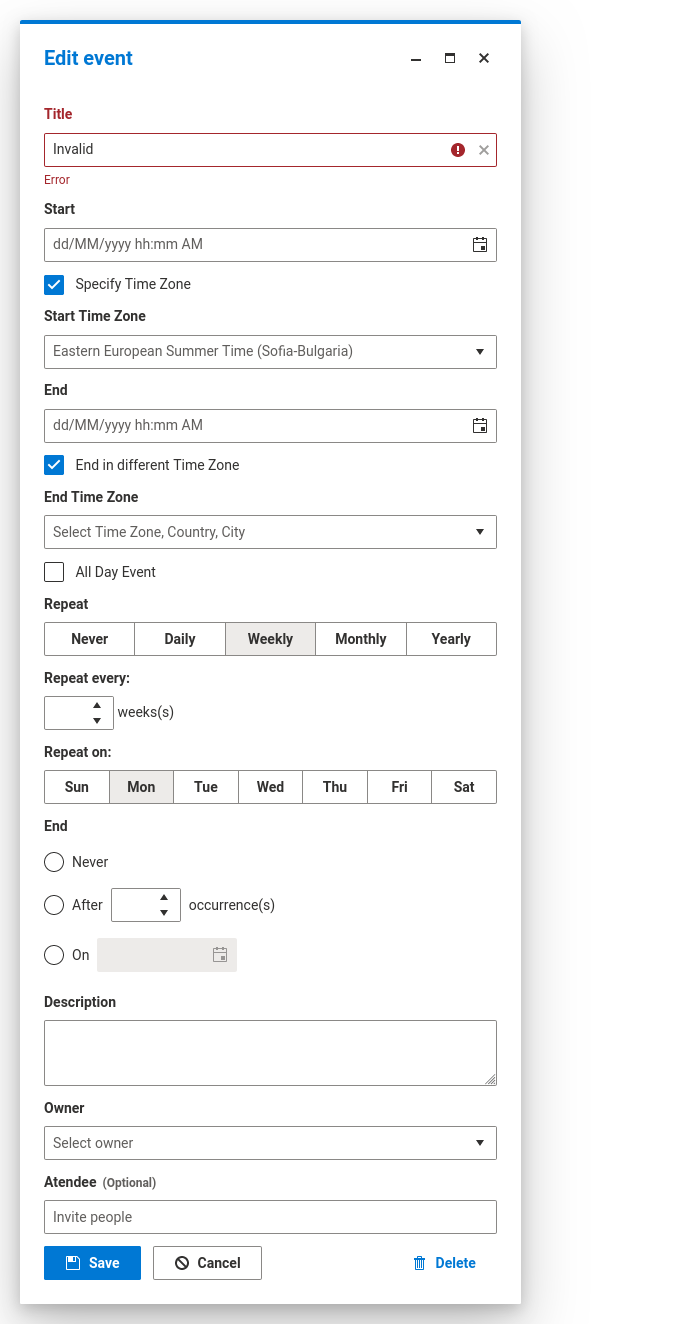 Edit event
Title
Invalid
Error
Start
dd/MM/yyyy hh:mm AM
Specify Time Zone
Start Time Zone
Eastern European Summer Time (Sofia-Bulgaria)
End
dd/MM/yyyy hh:mm AM
End in different Time Zone
End Time Zone
Select Time Zone, Country, City
All Day Event
Repeat
Never Daily Weekly Monthly Yearly
Repeat every:
weeks(s)
Repeat on:
Sun Mon Tue Wed Thu Fri Sat
End
Never
After occurrence(s)
On
Description
Owner
Select owner
Atendee (Optional)
Invite people
Save Cancel Delete